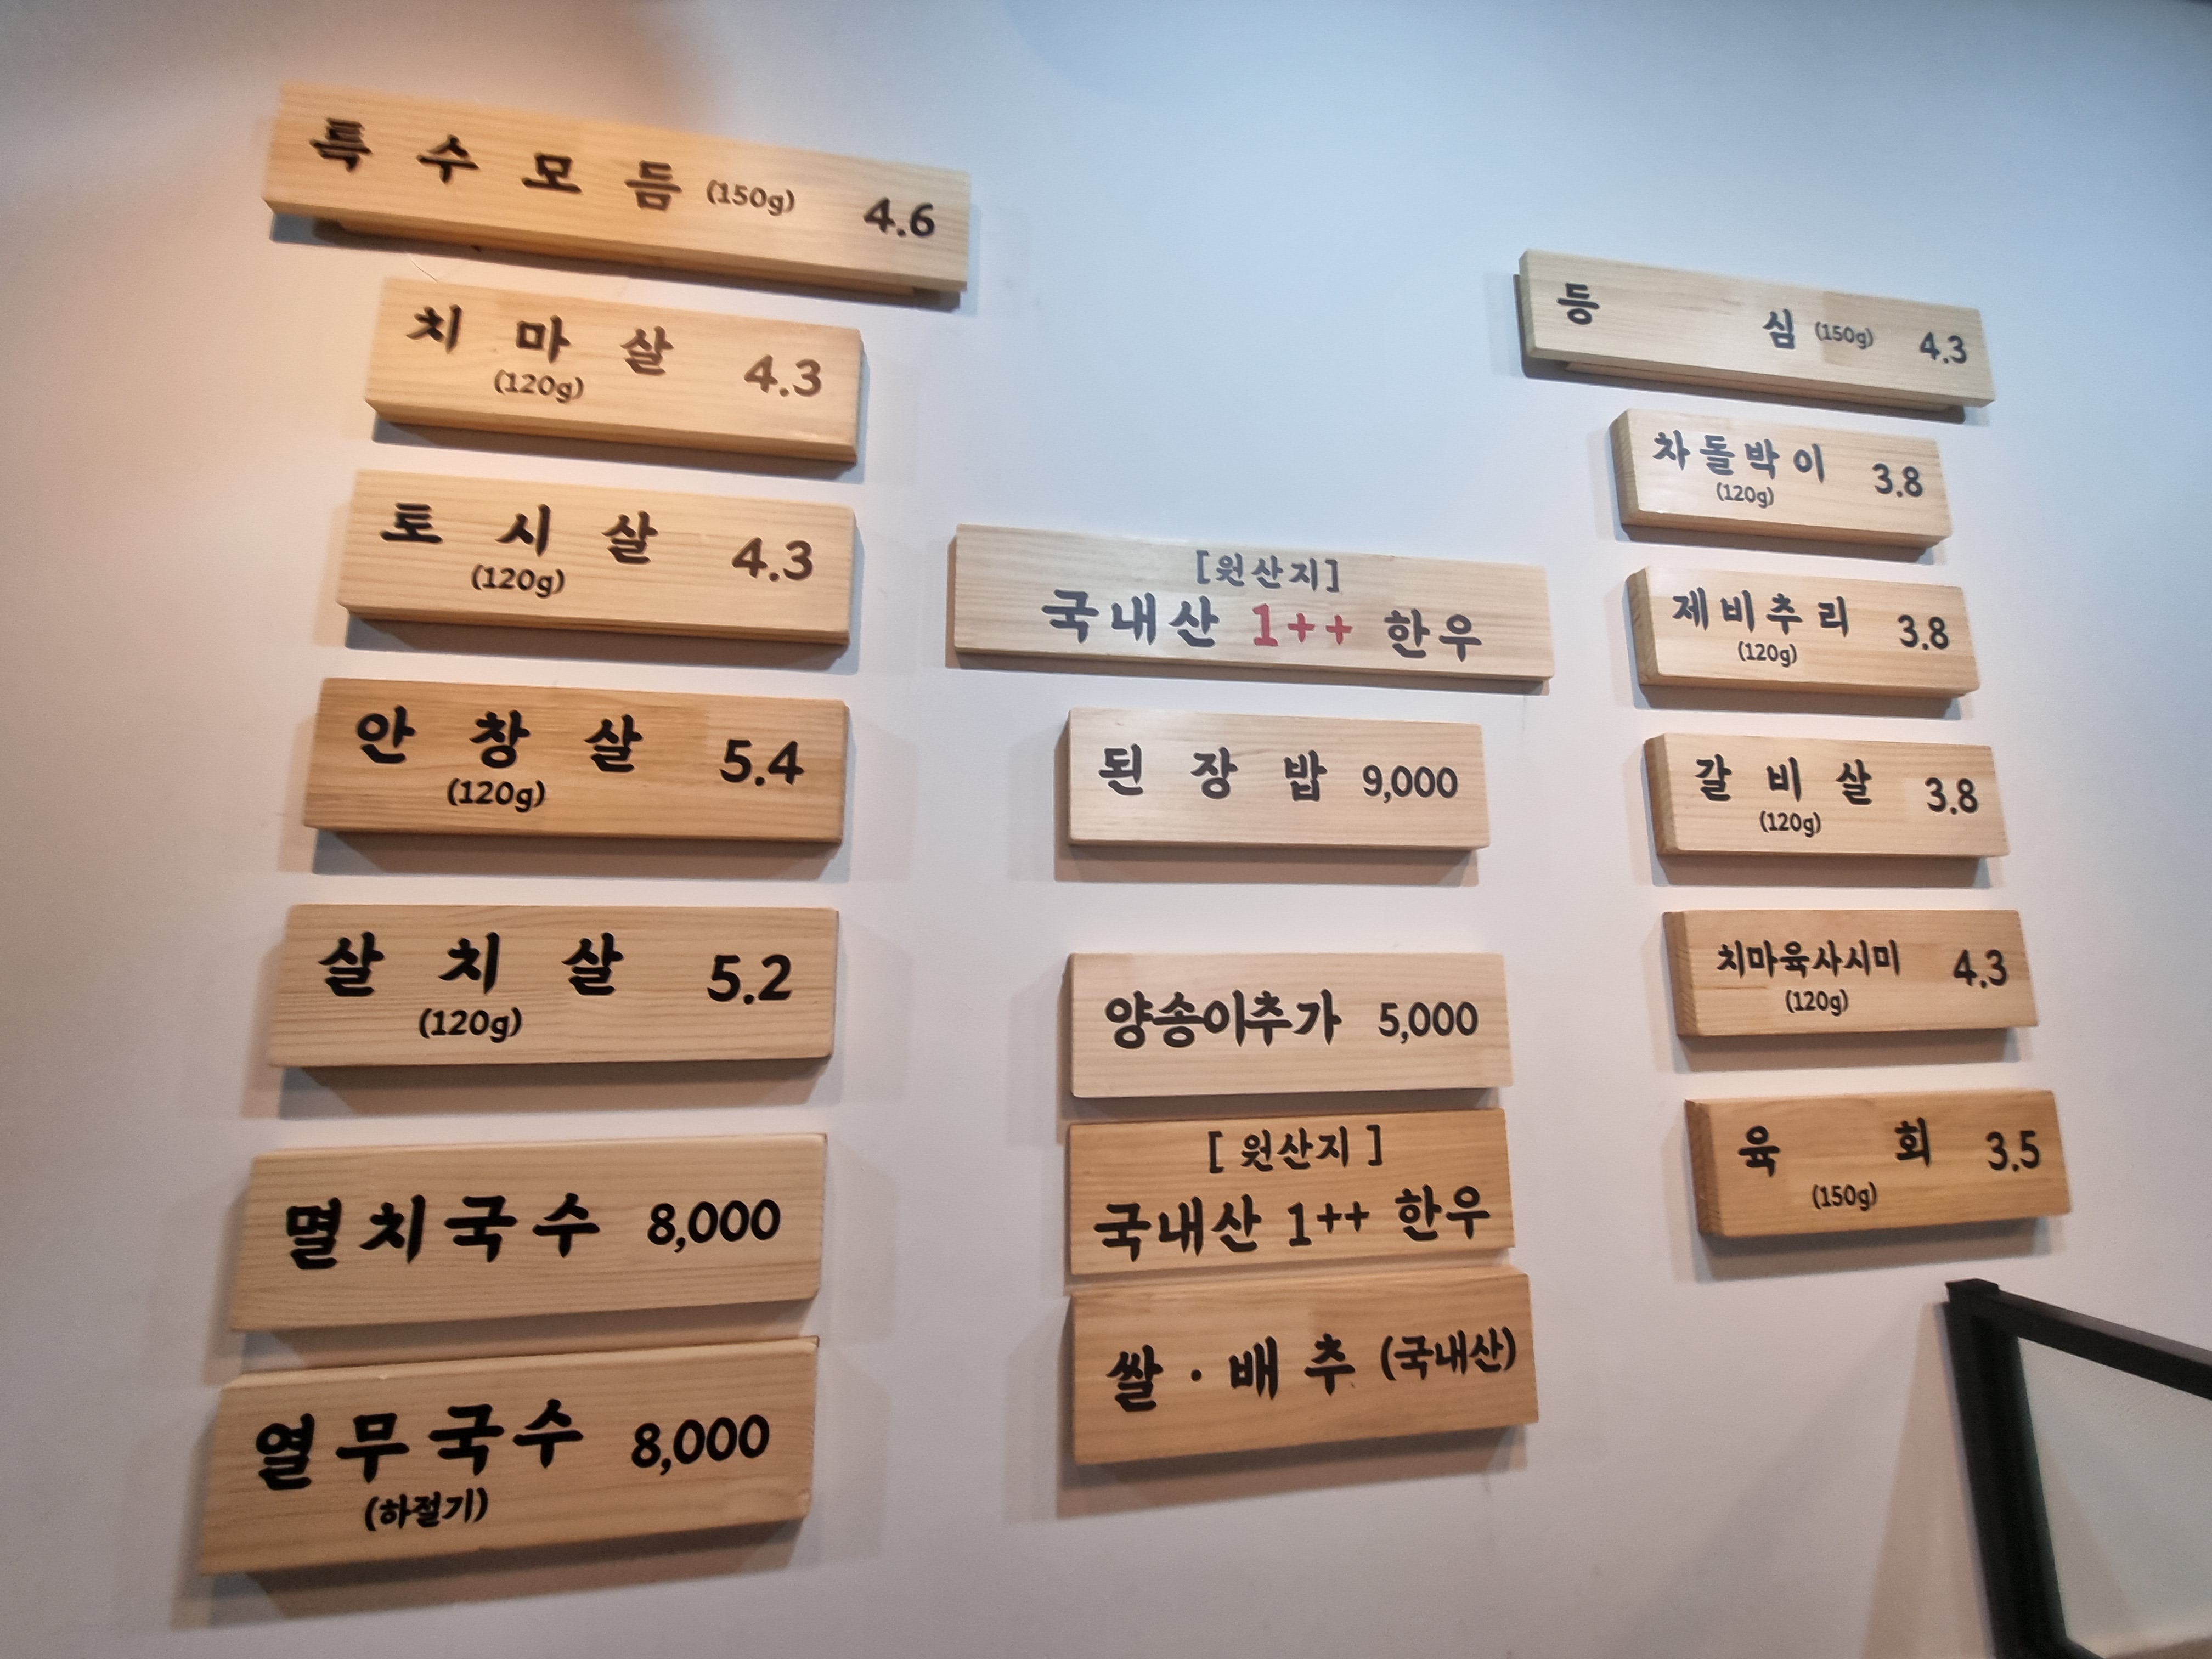 특수모듬 (150g) 4.6
치마살 4.3
(120g)
토시살 4.3
(120g)
안창살 5.4
(120g)
살치살 5.2
(120g)
멸치국수 8,000
열무국수 8,000
(하절기)
[원산지]
국내산 1++ 한우
된장밥 9,000
양송이추가 5,000
[원산지]
국내산 1++ 한우
쌀·배추 (국내산)
등심 (150g) 4.3
차돌박이 3.8
(120g)
제비추리 3.8
(120g)
갈비살 3.8
(120g)
치마육사시미 4.3
(120g)
육회 3.5
(150g)